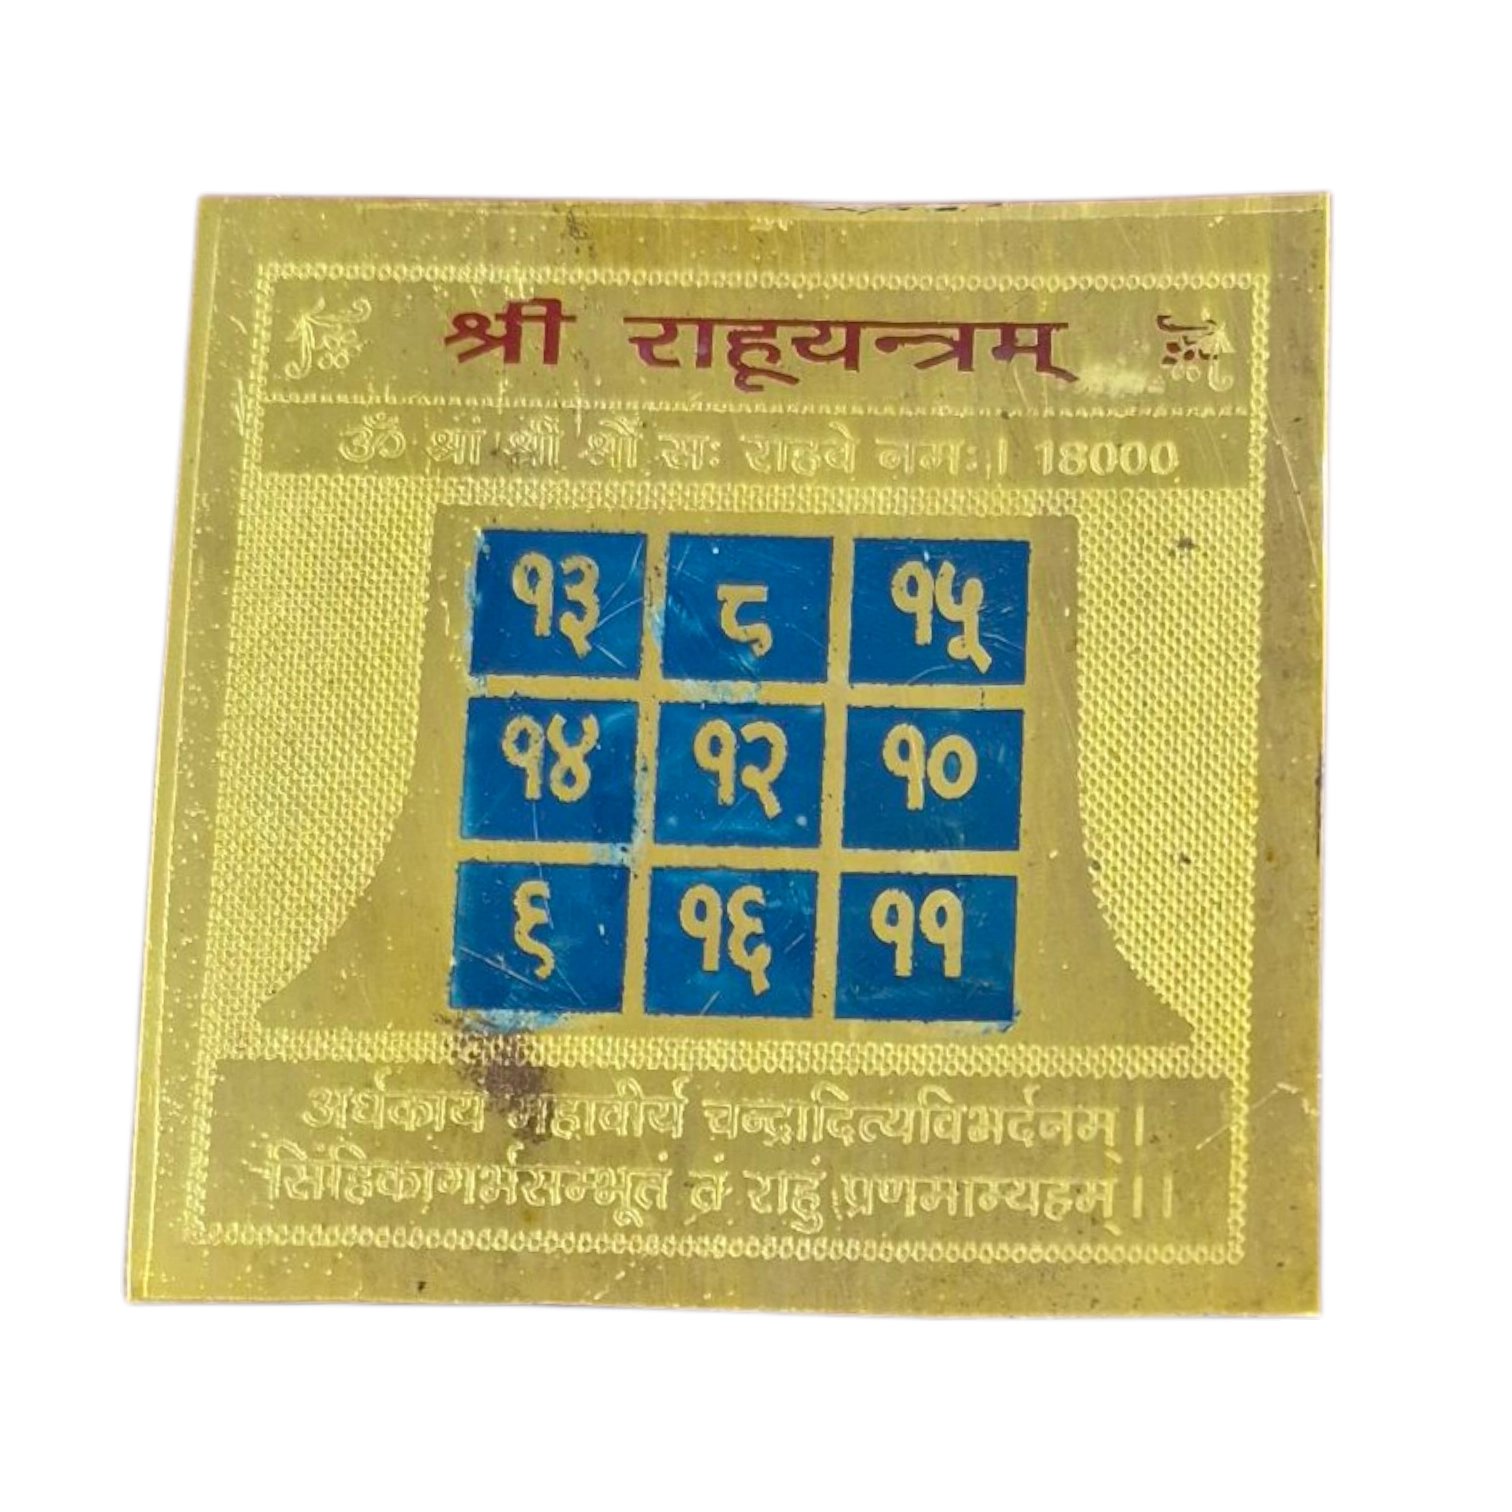 श्री राहूयन्त्रम्
ॐ श्रां श्रीं श्रौं सः राहवे नमः। 18000
१३ ८ १५
१४ १२ १०
९ १६ ११
अर्धकाय महावीर्य चन्द्रादित्यविभर्दनम्।
सिंहिकागर्भसम्भूतं तं राहुं प्रणमाम्यहम्।।